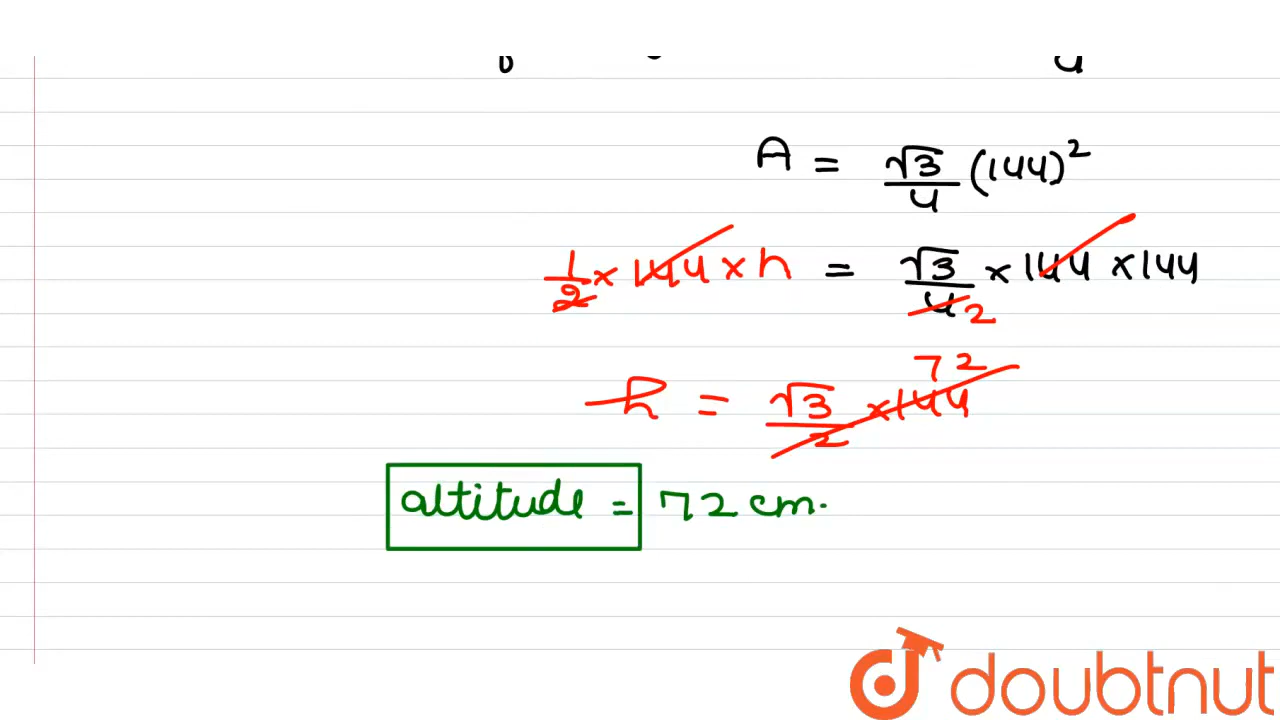 A = √3/4 (144)²
1/2 × 144 × h = √3/4 2 × 144 × 144
72
h = √3/2 × 144
altitude = 72 cm.
doubtnut